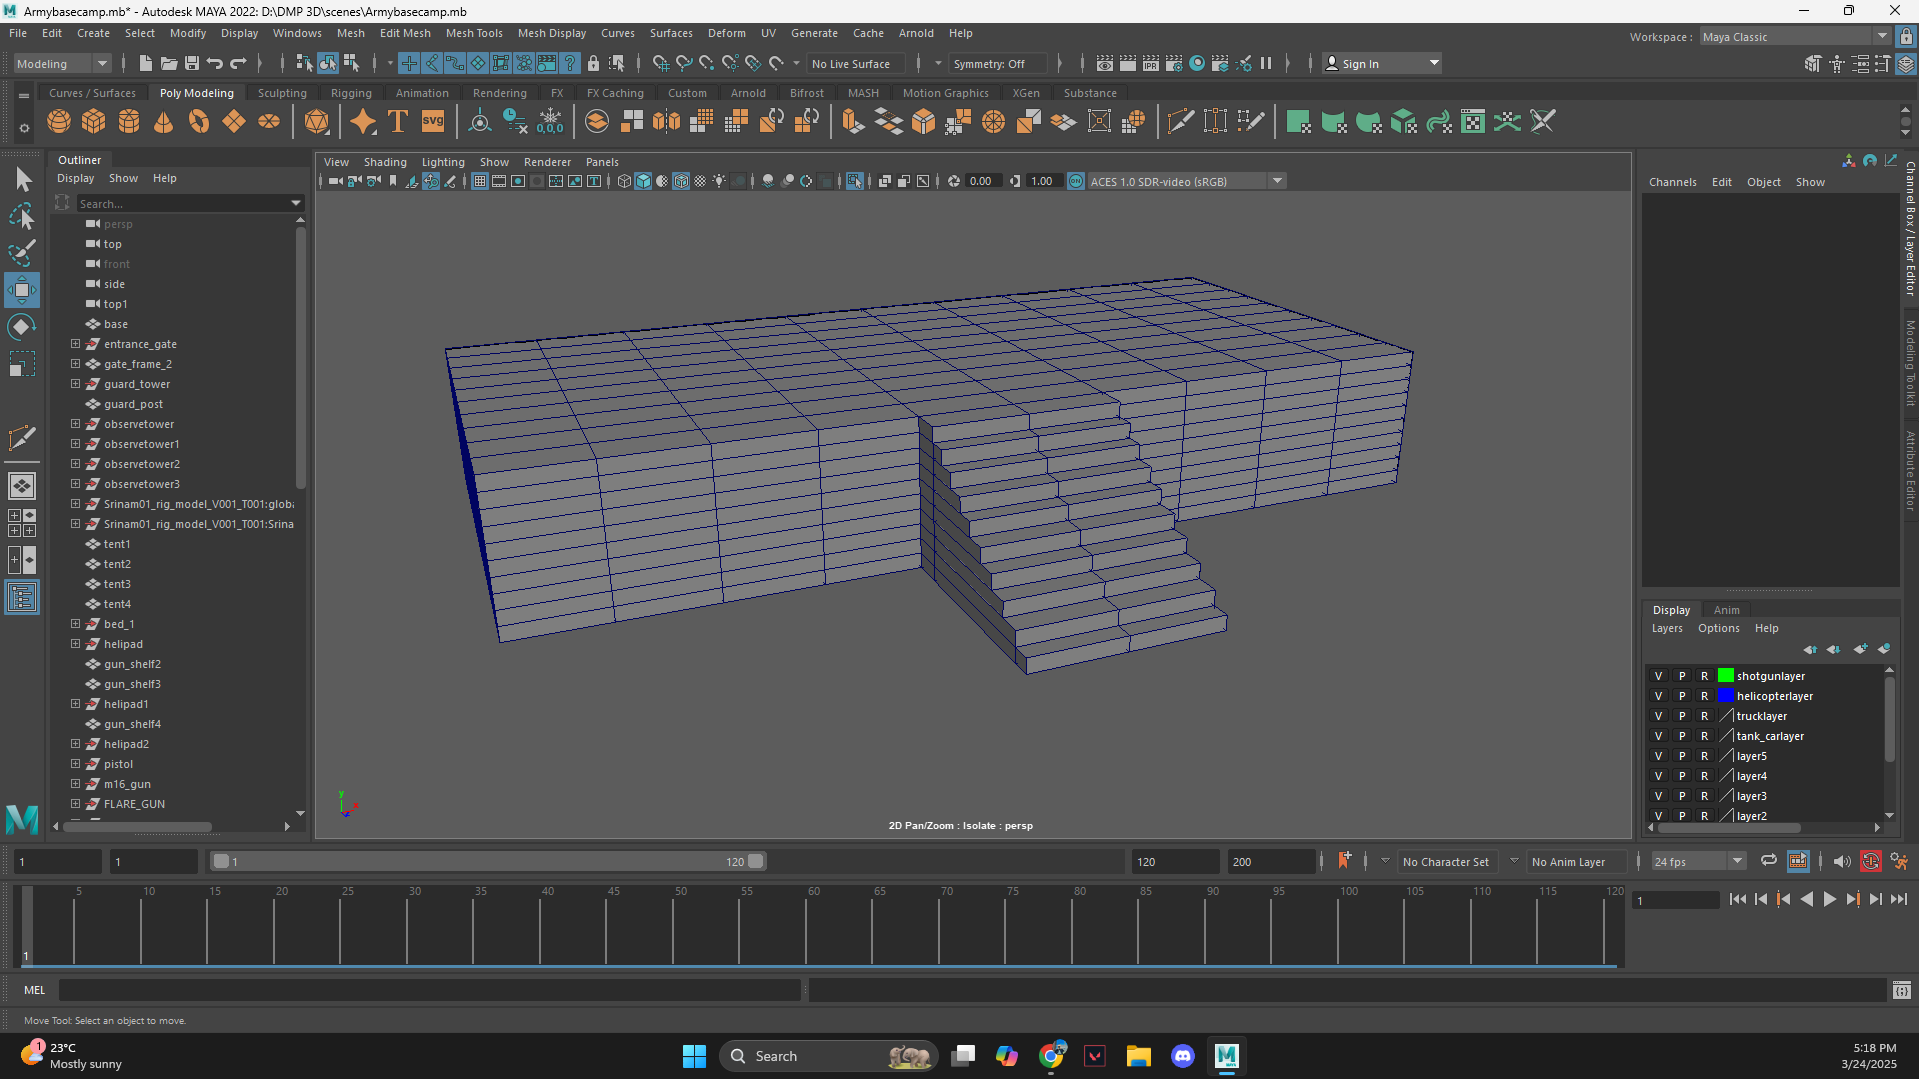 Armybasecamp.mb* - Autodesk MAYA 2022: D:\DMP 3D\scenes\Armybasecamp.mb
File Edit Create Select Modify Display Windows Mesh Edit Mesh Mesh Tools Mesh Display Curves Surfaces Deform UV Generate Cache Arnold Help
Workspace : Maya Classic
Modeling No Live Surface Symmetry: Off Sign In
Curves / Surfaces Poly Modeling Sculpting Rigging Animation Rendering FX FX Caching Custom Arnold Bifrost MASH Motion Graphics XGen Substance
T svg 0,0,0
Outliner
Display Show Help
Search...
persp
top
front
side
top1
base
entrance_gate
gate_frame_2
guard_tower
guard_post
observetower
observetower1
observetower2
observetower3
Srinam01_rig_model_V001_T001:globa
Srinam01_rig_model_V001_T001:Srina
tent1
tent2
tent3
tent4
bed_1
helipad
gun_shelf2
gun_shelf3
helipad1
gun_shelf4
helipad2
pistol
m16_gun
FLARE_GUN
View Shading Lighting Show Renderer Panels
0.00 1.00 ON ACES 1.0 SDR-video (sRGB)
y
2D Pan/Zoom : Isolate : persp
Channels Edit Object Show
Channel Box / Layer Editor
Modeling Toolkit
Attribute Editor
Display Anim
Layers Options Help
V P R shotgunlayer
V P R helicopterlayer
V P R trucklayer
V P R tank_carlayer
V P R layer5
V P R layer4
V P R layer3
V P R layer2
1 1 1 120 120 200 No Character Set No Anim Layer 24 fps
5 10 15 20 25 30 35 40 45 50 55 60 65 70 75 80 85 90 95 100 105 110 115 120
1
1
MEL
Move Tool: Select an object to move.
1
23°C
Mostly sunny
Search
5:18 PM
3/24/2025